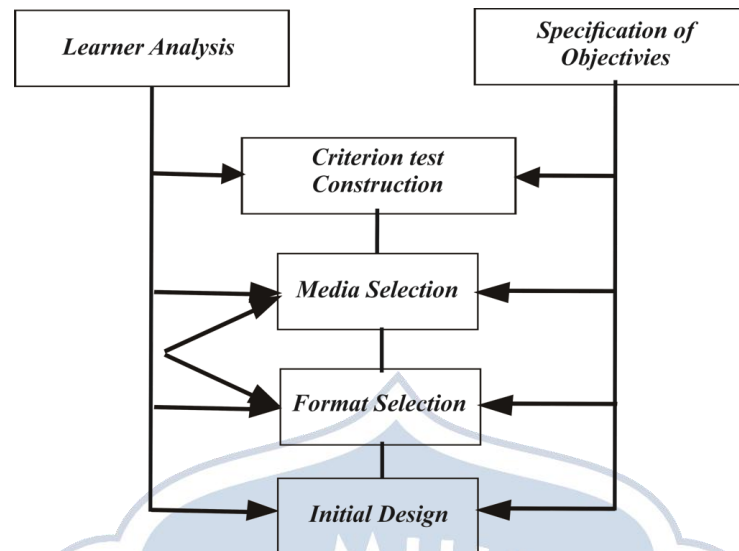 Learner Analysis
Specification of
Objectivies
Criterion test
Construction
Media Selection
Format Selection
Initial Design